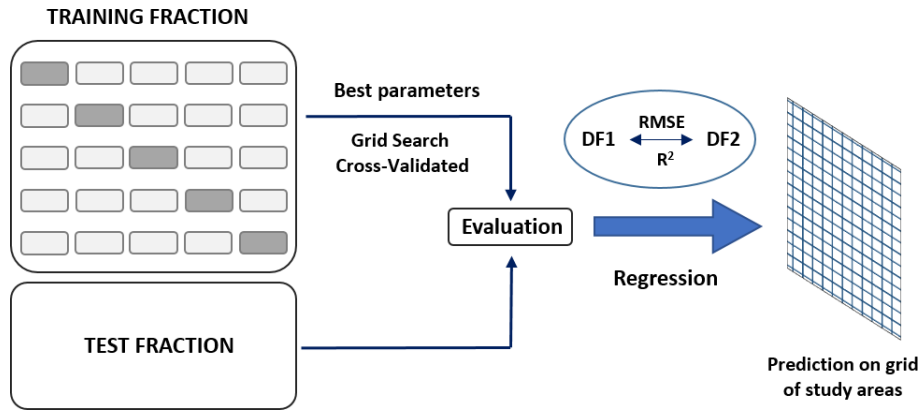 TRAINING FRACTION
Best parameters
Grid Search
Cross-Validated
RMSE
DF1 DF2
R²
Evaluation
Regression
TEST FRACTION
Prediction on grid
of study areas